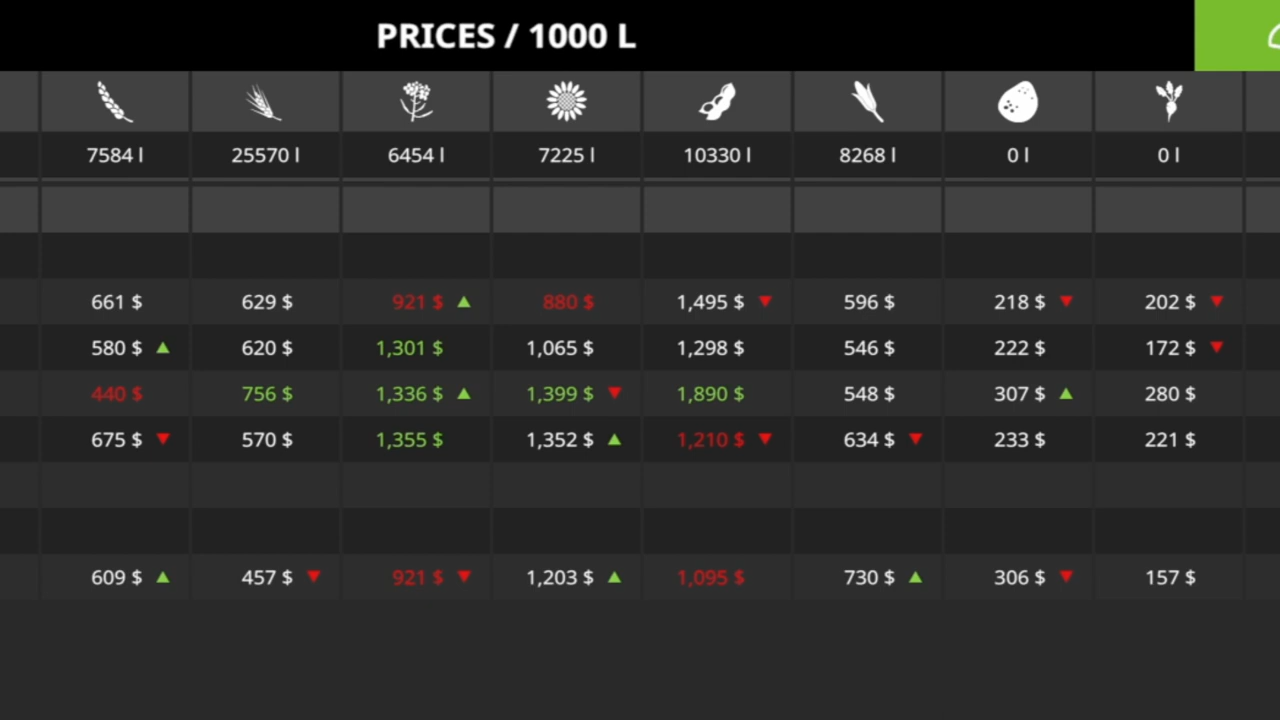 PRICES / 1000 L
7584 l 25570 l 6454 l 7225 l 10330 l 8268 l 0 l 0 l
661 $ 629 $ 921 $ 880 $ 1,495 $ 596 $ 218 $ 202 $
580 $ 620 $ 1,301 $ 1,065 $ 1,298 $ 546 $ 222 $ 172 $
440 $ 756 $ 1,336 $ 1,399 $ 1,890 $ 548 $ 307 $ 280 $
675 $ 570 $ 1,355 $ 1,352 $ 1,210 $ 634 $ 233 $ 221 $
609 $ 457 $ 921 $ 1,203 $ 1,095 $ 730 $ 306 $ 157 $